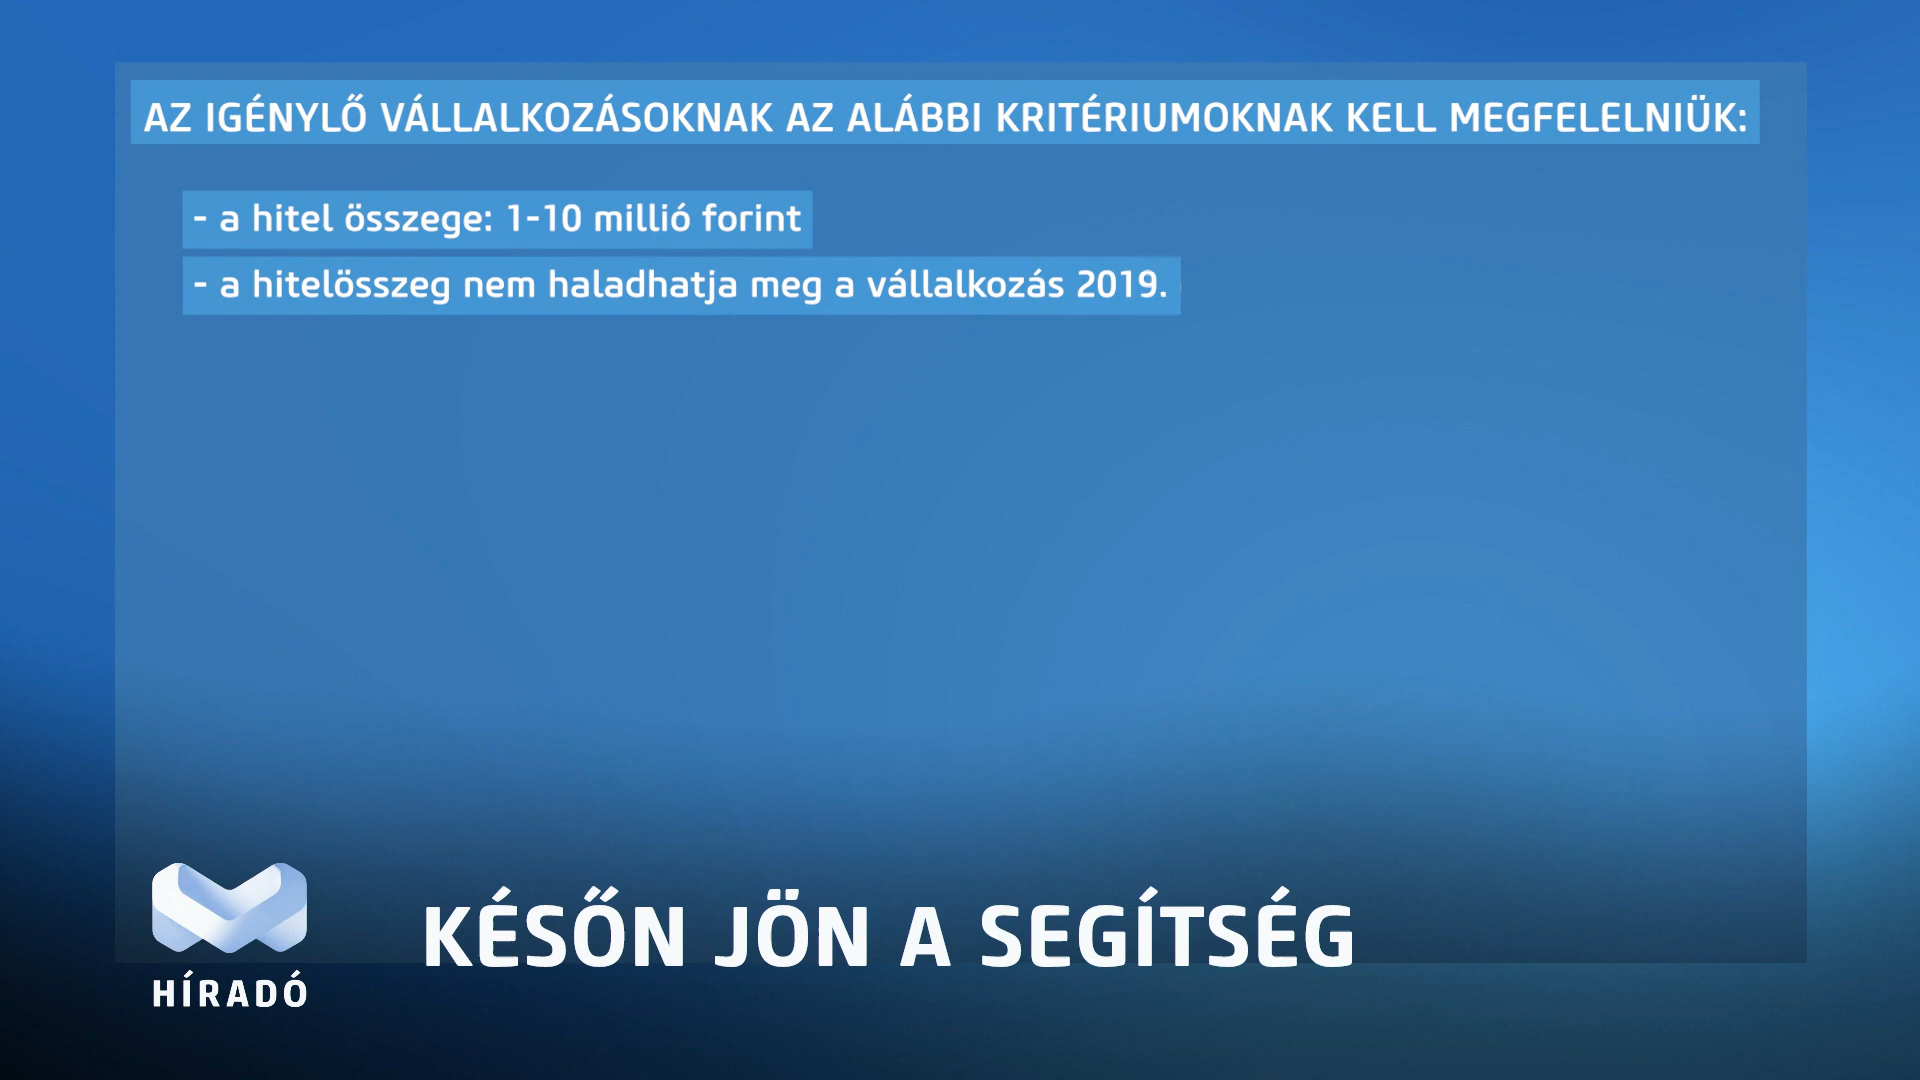 AZ IGÉNYLŐ VÁLLALKOZÁSOKNAK AZ ALÁBBI KRITÉRIUMOKNAK KELL MEGFELELNIÜK:
- a hitel összege: 1-10 millió forint
- a hitelösszeg nem haladhatja meg a vállalkozás 2019.
KÉSŐN JÖN A SEGÍTSÉG
HÍRADÓ